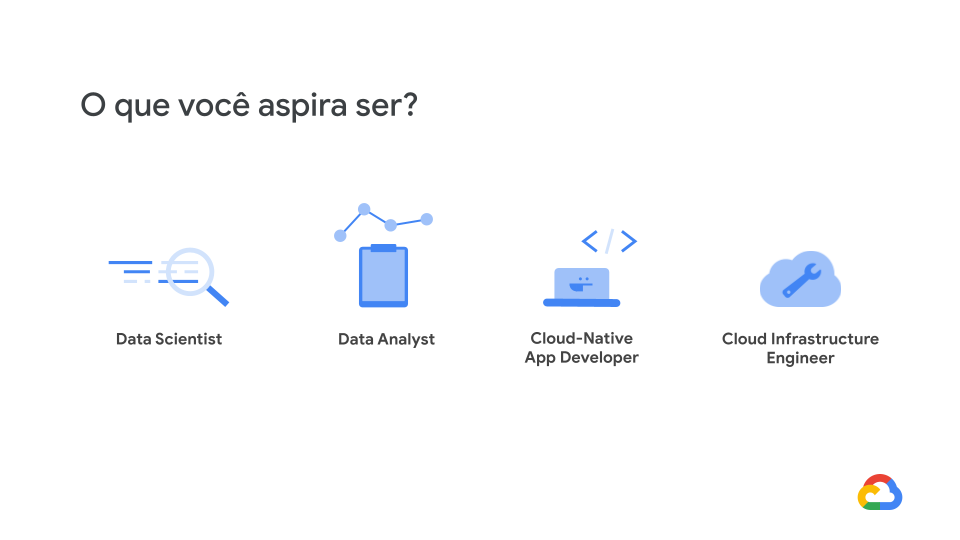 O que você aspira ser?
Data Scientist
Data Analyst
Cloud-Native
App Developer
Cloud Infrastructure
Engineer